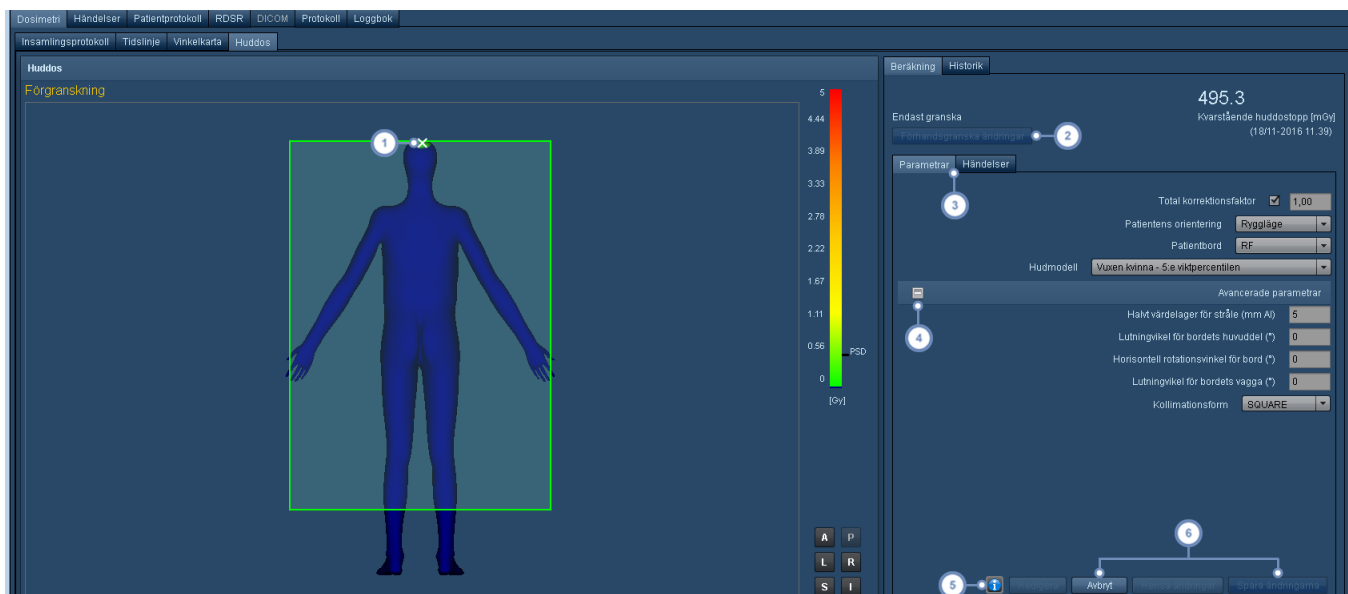 Dosimetri Händelser Patientprotokoll RDSR DICOM Protokoll Loggbok
Insamlingsprotokoll Tidslinje Vinkelkarta Huddos
Huddos
Förgranskning
1
5
4.44
3.89
3.33
2.78
2.22
1.67
1.11
0.56
PSD
0
[Gy]
A P
L R
S I
Beräkning Historik
495.3
Endast granska
Kvarstående huddostopp [mGy]
(18/11-2016 11.39)
Förhandsgranska ändringar
2
Parametrar Händelser
3
Total korrektionsfaktor 1,00
Patientens orientering Ryggläge
Patientbord RF
Hudmodell Vuxen kvinna - 5:e viktpercentilen
Avancerade parametrar
4
Halvt värdelager för stråle (mm Al) 5
Lutningvikel för bordets huvuddel (°) 0
Horisontell rotationsvinkel för bord (°) 0
Lutningvikel för bordets vagga (°) 0
Kollimationsform SQUARE
6
5
Avbryt
Spara ändringarna